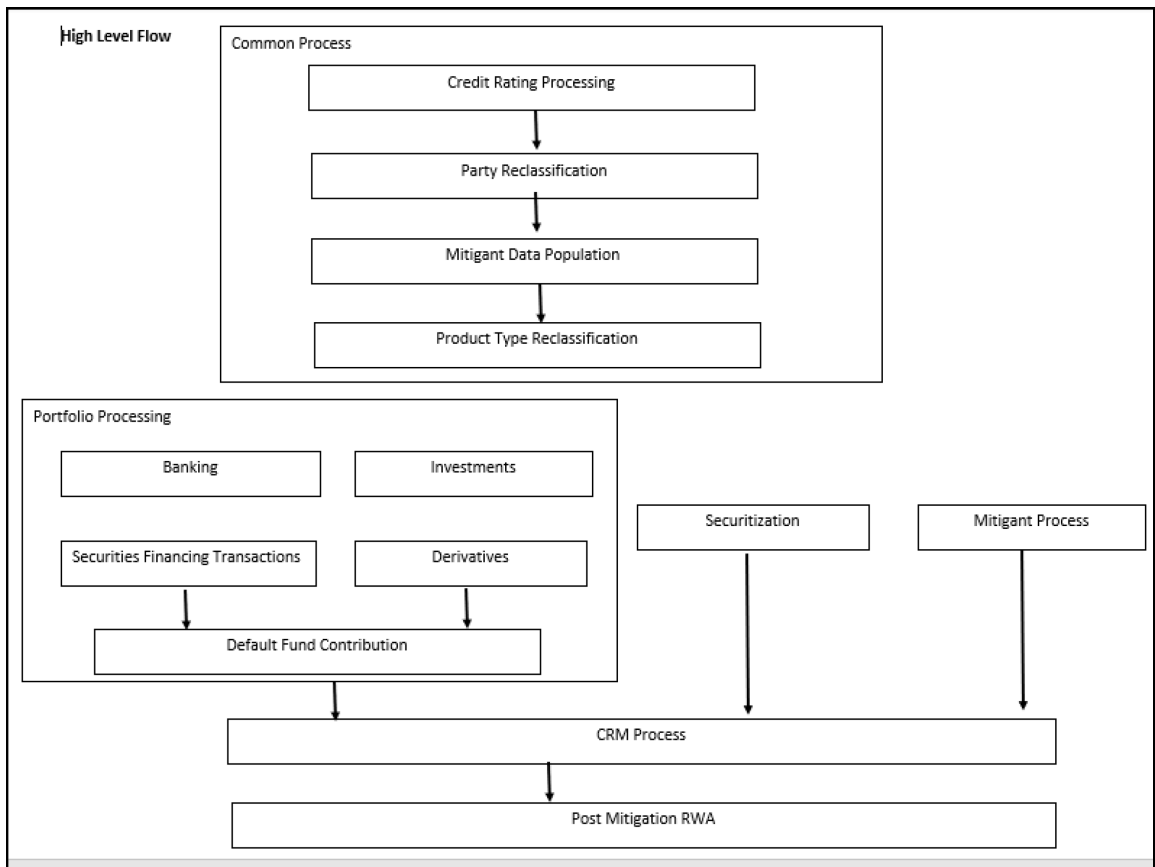 High Level Flow
Common Process
Credit Rating Processing
Party Reclassification
Mitigant Data Population
Product Type Reclassification
Portfolio Processing
Banking
Investments
Securitization
Mitigant Process
Securities Financing Transactions
Derivatives
Default Fund Contribution
CRM Process
Post Mitigation RWA